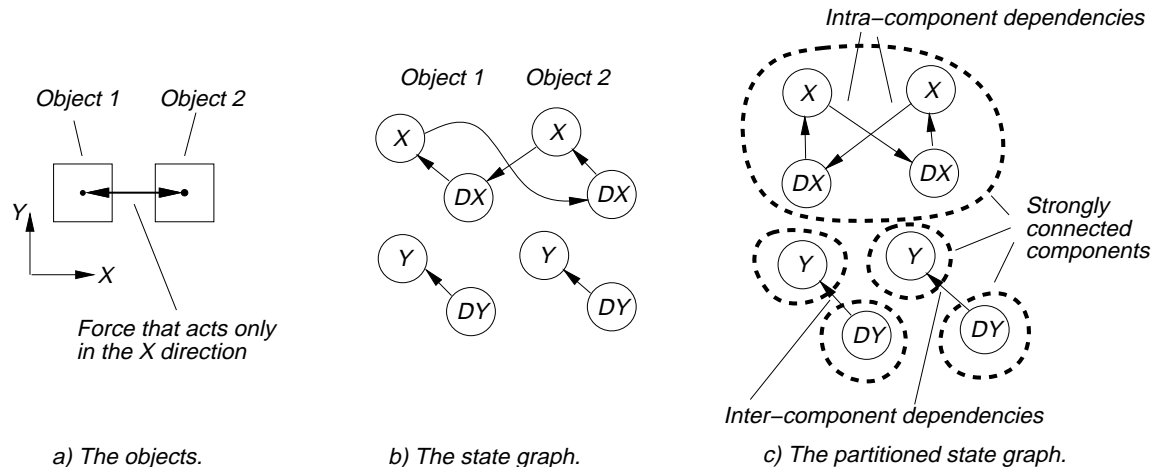 Object 1
Object 2
Y
X
Force that acts only
in the X direction
a) The objects.
Object 1
Object 2
X
X
DX
DX
Y
Y
DY
DY
b) The state graph.
Intra−component dependencies
X
X
DX
DX
Strongly
connected
components
Y
Y
DY
DY
Inter−component dependencies
c) The partitioned state graph.